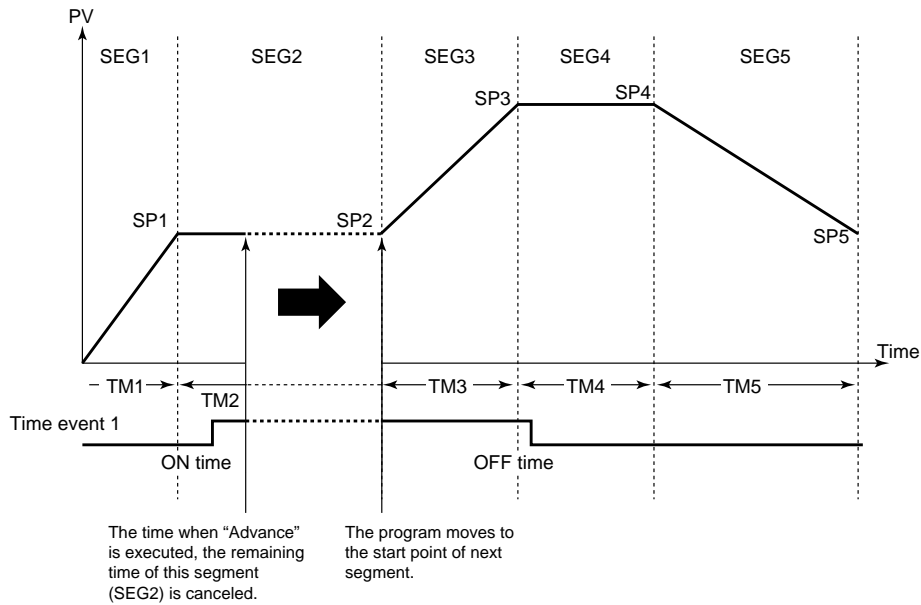 PV
SEG1
SEG2
SEG3
SEG4
SEG5
SP3
SP4
SP1
SP2
SP5
Time
TM1
TM2
TM3
TM4
TM5
Time event 1
ON time
OFF time
The time when “Advance”
is executed, the remaining
time of this segment
(SEG2) is canceled.
The program moves to
the start point of next
segment.